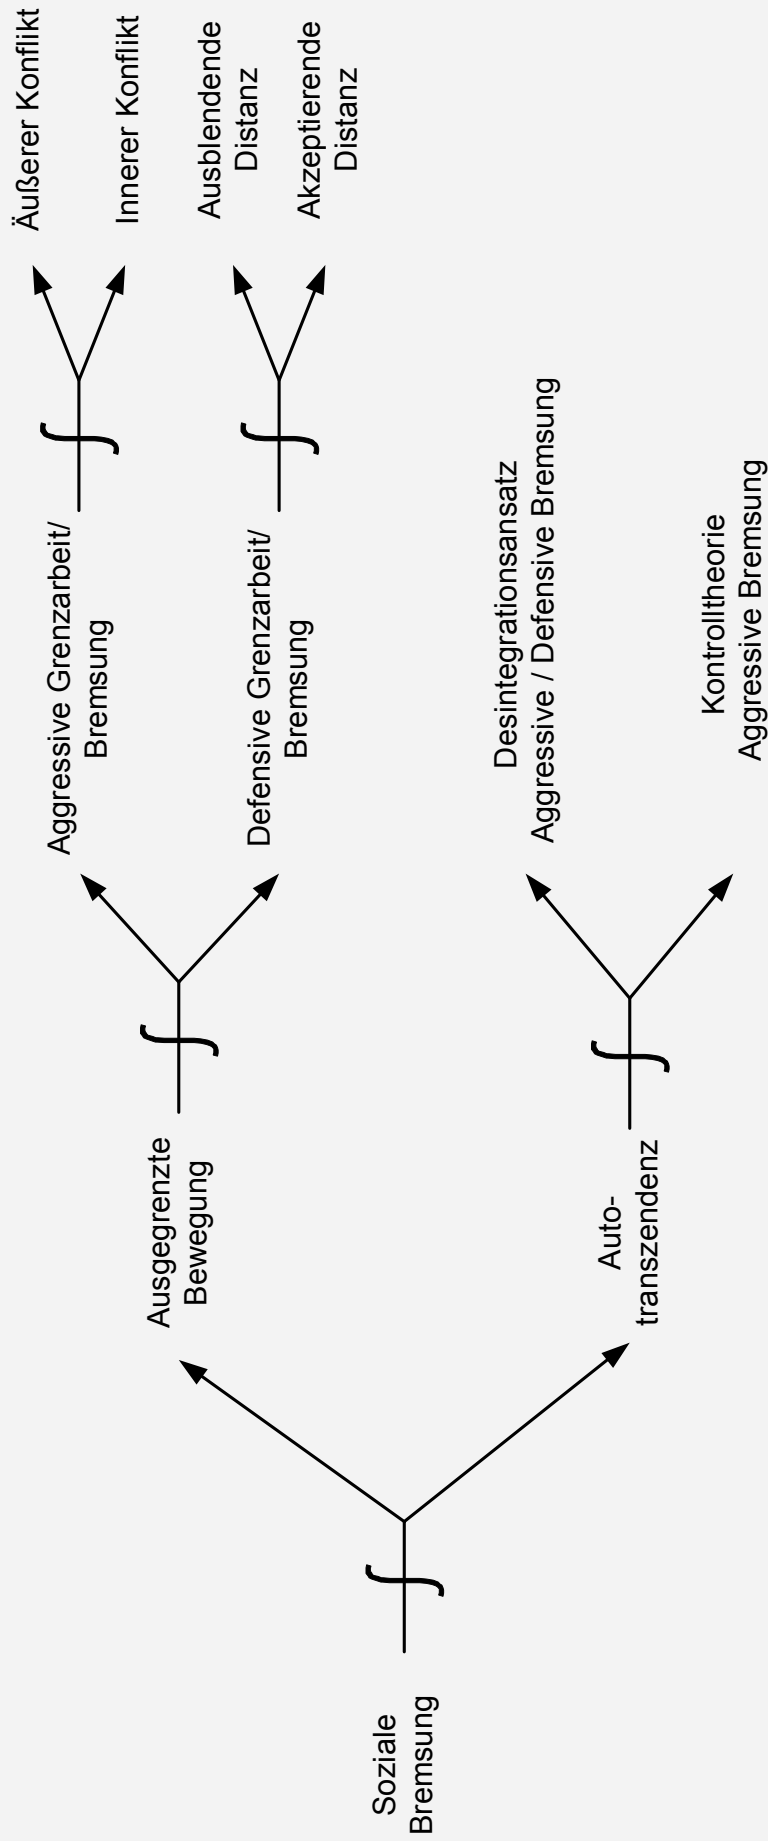 Soziale
Bremsung
Ausgegrenzte
Bewegung
Auto-
transzendenz
Aggressive Grenzarbeit/
Bremsung
Defensive Grenzarbeit/
Bremsung
Desintegrationsansatz
Aggressive / Defensive Bremsung
Kontrolltheorie
Aggressive Bremsung
Äußerer Konflikt
Innerer Konflikt
Ausblendende
Distanz
Akzeptierende
Distanz